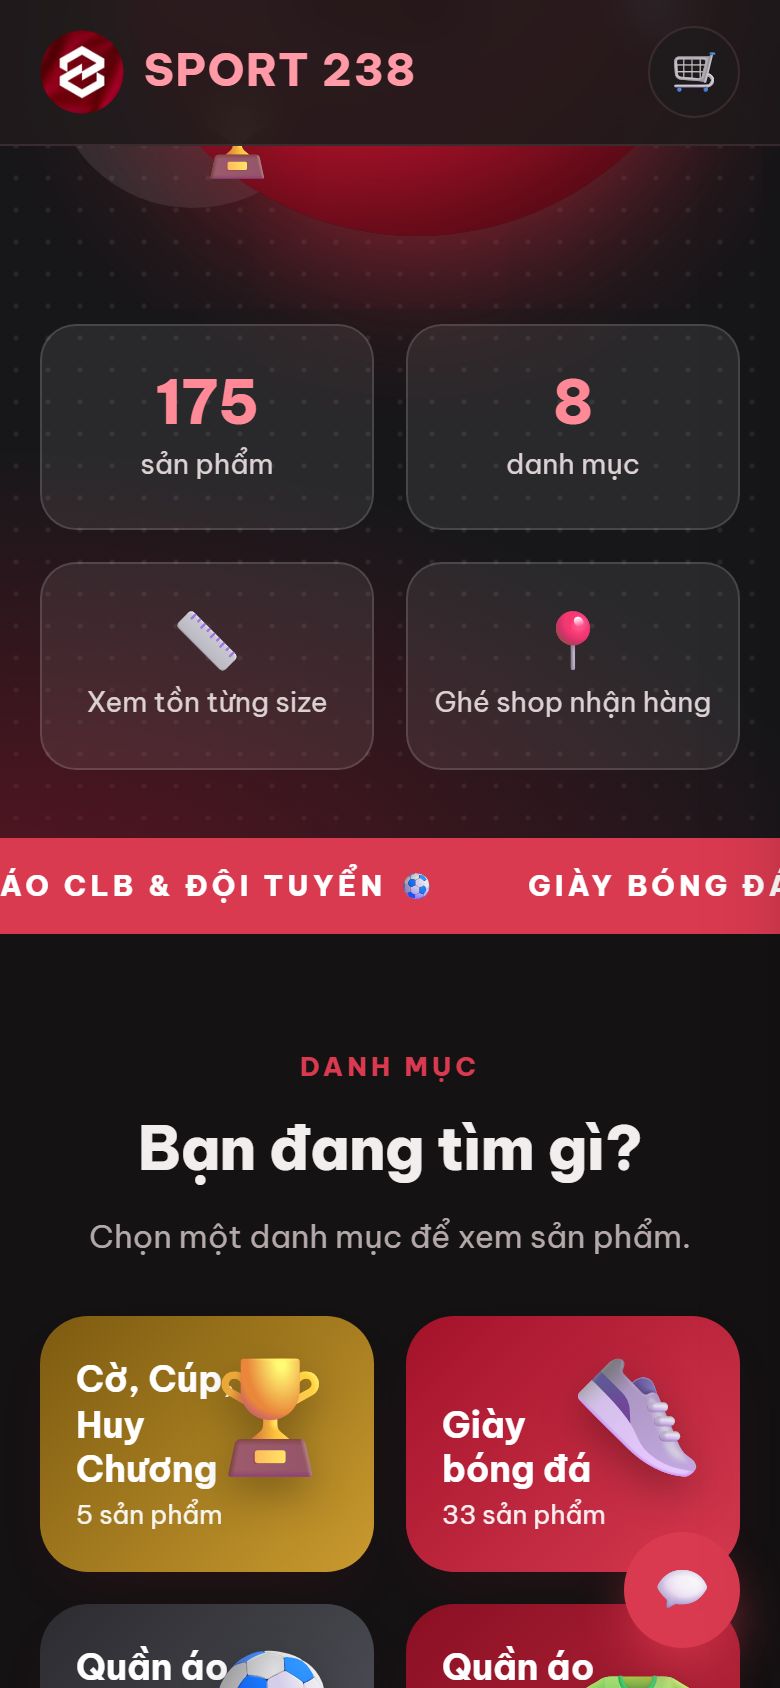 SPORT 238
175
sản phẩm
8
danh mục
Xem tồn từng size
Ghé shop nhận hàng
ÁO CLB & ĐỘI TUYỂN
GIÀY BÓNG ĐÁ
DANH MỤC
Bạn đang tìm gì?
Chọn một danh mục để xem sản phẩm.
Cờ, Cúp,
Huy
Chương
5 sản phẩm
Giày
bóng đá
33 sản phẩm
Quần áo
Quần áo